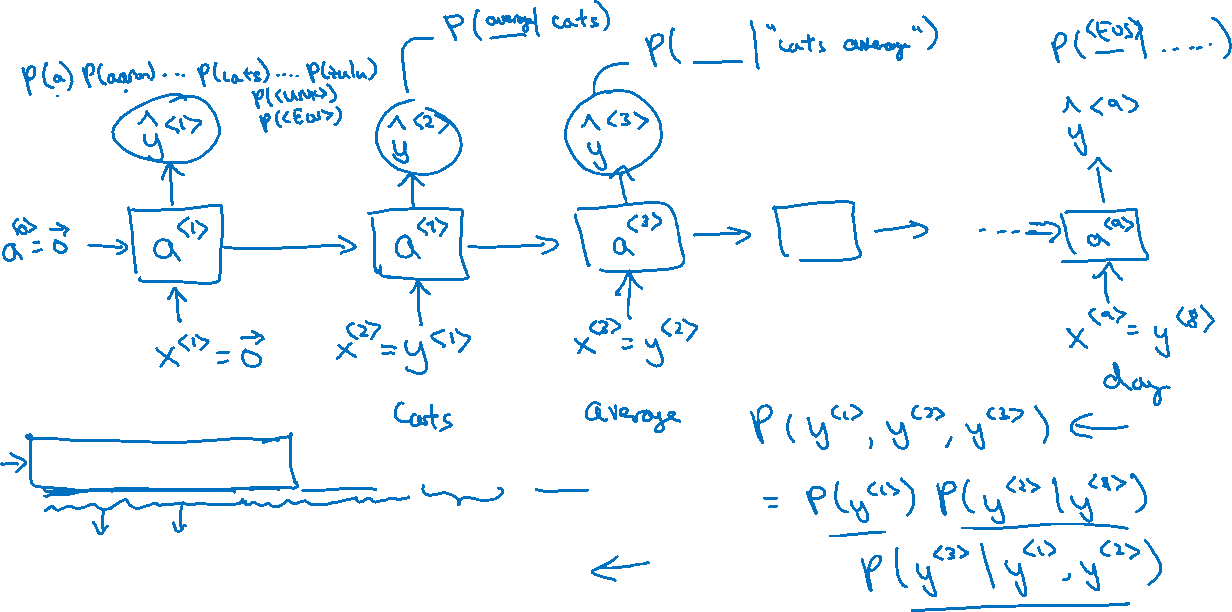 P(average | cats)
P(___ | "cats average")
P(<EOS> | .....)
P(a) P(aaron) ... P(cats) .... P(zulu)
P(<UNK>)
P(<EOS>)
ŷ<1> ŷ<2> ŷ<3> ŷ<9>
a<0> = 0⃗ a<1> a<2> a<3> a<9>
x<1> = 0⃗ x<2> = y<1> x<3> = y<2> x<9> = y<8>
Cats average day
P(y<1>, y<2>, y<3>) ←
= P(y<1>) P(y<2> | y<1>)
P(y<3> | y<1>, y<2>)